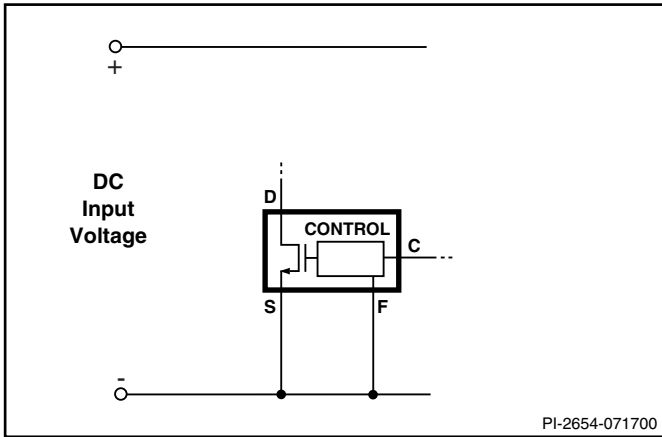 +
DC
Input
Voltage
D
CONTROL
C
S
F
-
PI-2654-071700